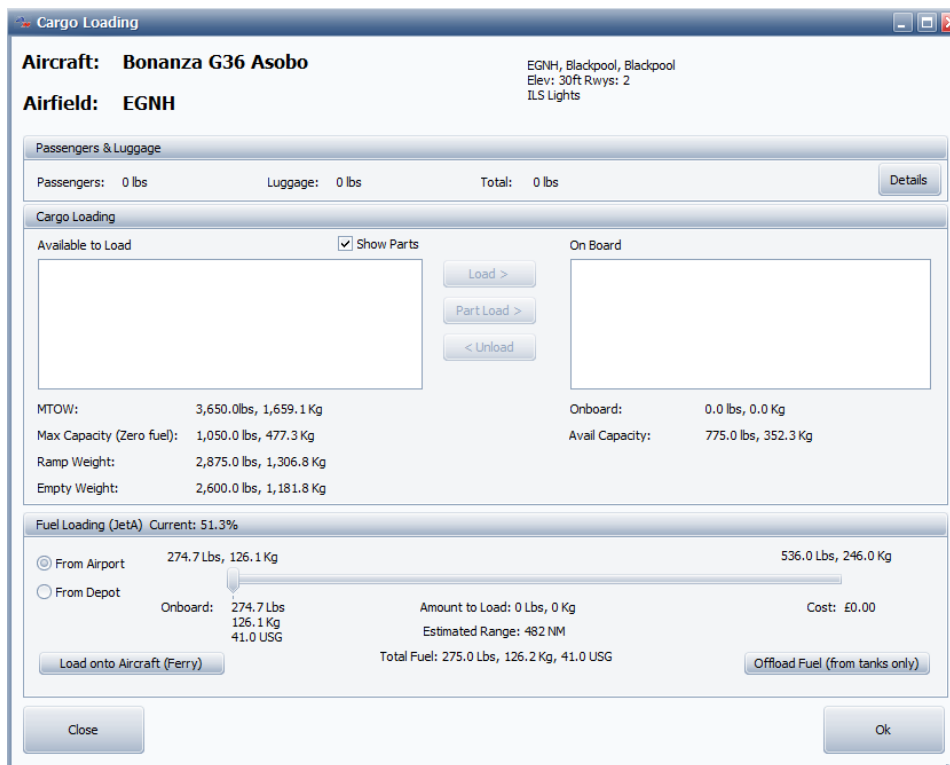 Cargo Loading
Aircraft: Bonanza G36 Asobo
EGNH, Blackpool, Blackpool
Elev: 30ft Rwys: 2
ILS Lights
Airfield: EGNH
Passengers & Luggage
Passengers: 0 lbs Luggage: 0 lbs Total: 0 lbs Details
Cargo Loading
Available to Load Show Parts On Board
Load >
Part Load >
< Unload
MTOW: 3,650.0lbs, 1,659.1 Kg Onboard: 0.0 lbs, 0.0 Kg
Max Capacity (Zero fuel): 1,050.0 lbs, 477.3 Kg Avail Capacity: 775.0 lbs, 352.3 Kg
Ramp Weight: 2,875.0 lbs, 1,306.8 Kg
Empty Weight: 2,600.0 lbs, 1,181.8 Kg
Fuel Loading (JetA) Current: 51.3%
From Airport 274.7 Lbs, 126.1 Kg 536.0 Lbs, 246.0 Kg
From Depot
Onboard: 274.7 Lbs Amount to Load: 0 Lbs, 0 Kg Cost: £0.00
126.1 Kg
41.0 USG
Estimated Range: 482 NM
Load onto Aircraft (Ferry) Total Fuel: 275.0 Lbs, 126.2 Kg, 41.0 USG Offload Fuel (from tanks only)
Close Ok